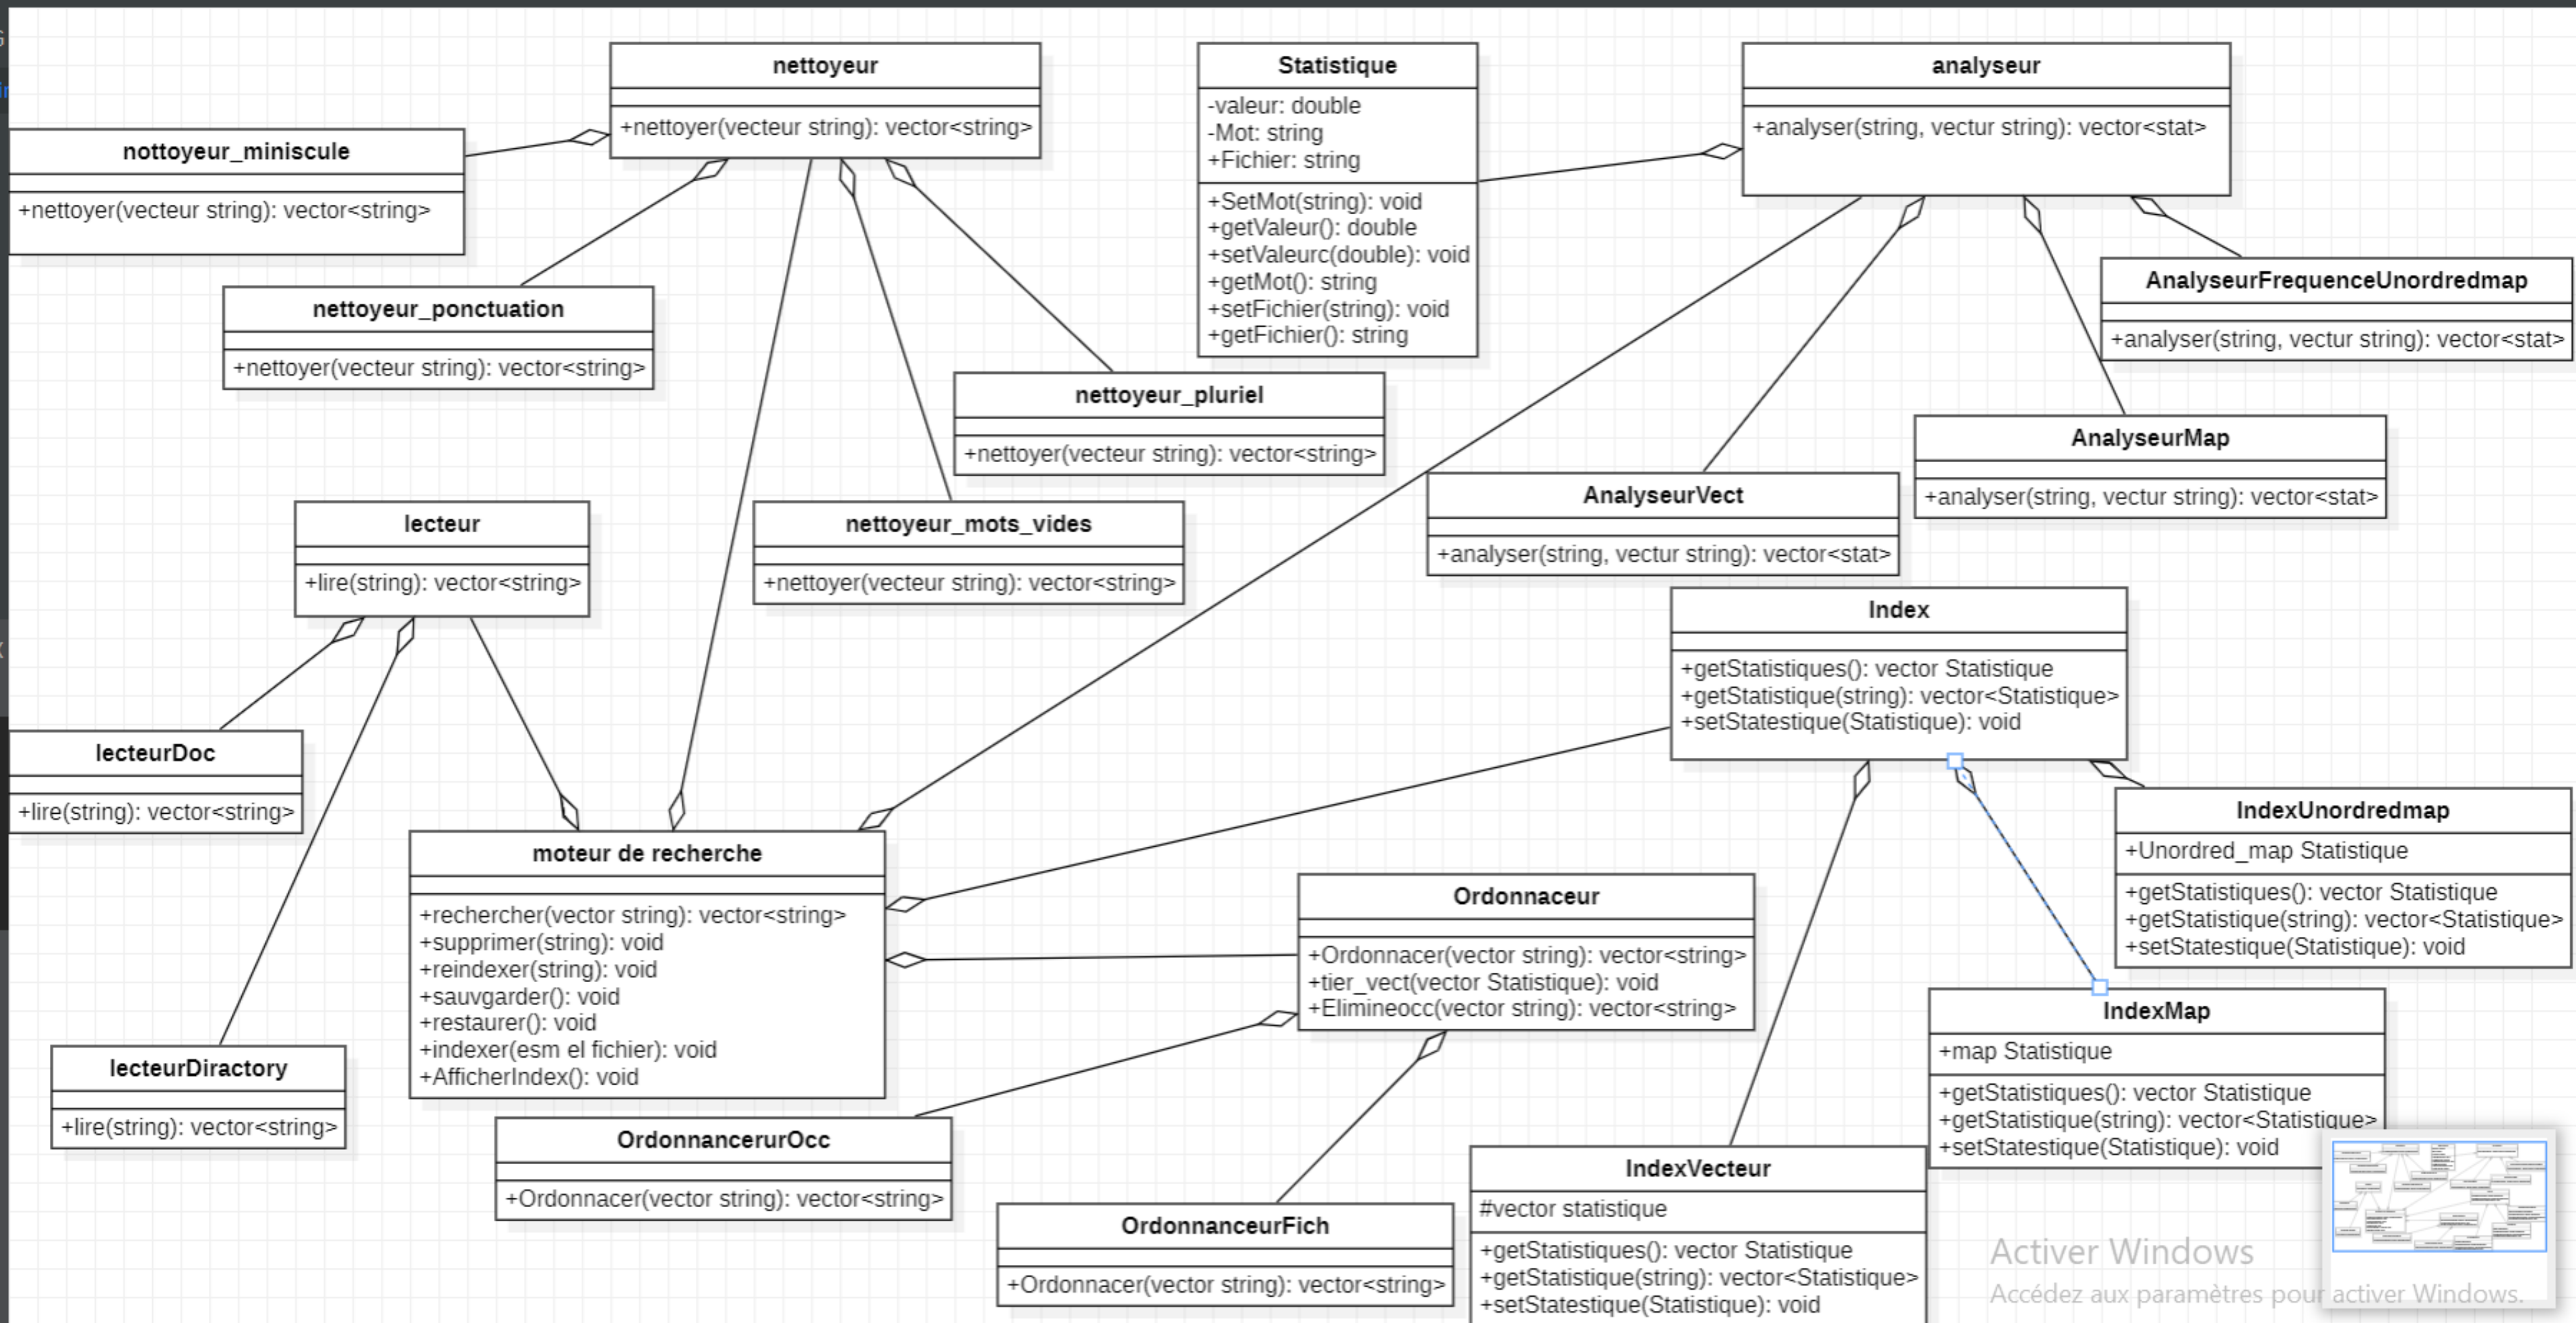 nettoyeur
+nettoyer(vecteur string): vector<string>
Statistique
-valeur: double
-Mot: string
+Fichier: string
+SetMot(string): void
+getValeur(): double
+setValeurc(double): void
+getMot(): string
+setFichier(string): void
+getFichier(): string
analyseur
+analyser(string, vectur string): vector<stat>
nottoyeur_miniscule
+nettoyer(vecteur string): vector<string>
nettoyeur_ponctuation
+nettoyer(vecteur string): vector<string>
AnalyseurFrequenceUnordredmap
+analyser(string, vectur string): vector<stat>
nettoyeur_pluriel
+nettoyer(vecteur string): vector<string>
AnalyseurMap
+analyser(string, vectur string): vector<stat>
AnalyseurVect
+analyser(string, vectur string): vector<stat>
lecteur
+lire(string): vector<string>
nettoyeur_mots_vides
+nettoyer(vecteur string): vector<string>
Index
+getStatistiques(): vector Statistique
+getStatistique(string): vector<Statistique>
+setStatestique(Statistique): void
lecteurDoc
+lire(string): vector<string>
IndexUnordredmap
+Unordred_map Statistique
+getStatistiques(): vector Statistique
+getStatistique(string): vector<Statistique>
+setStatestique(Statistique): void
moteur de recherche
+rechercher(vector string): vector<string>
+supprimer(string): void
+reindexer(string): void
+sauvgarder(): void
+restaurer(): void
+indexer(esm el fichier): void
+AfficherIndex(): void
Ordonnaceur
+Ordonnacer(vector string): vector<string>
+tier_vect(vector Statistique): void
+Elimineocc(vector string): vector<string>
IndexMap
+map Statistique
+getStatistiques(): vector Statistique
+getStatistique(string): vector<Statistique>
+setStatestique(Statistique): void
lecteurDiractory
+lire(string): vector<string>
OrdonnancerurOcc
+Ordonnacer(vector string): vector<string>
IndexVecteur
#vector statistique
+getStatistiques(): vector Statistique
+getStatistique(string): vector<Statistique>
+setStatestique(Statistique): void
OrdonnanceurFich
+Ordonnacer(vector string): vector<string>
Activer Windows
Accédez aux paramètres pour activer Windows.